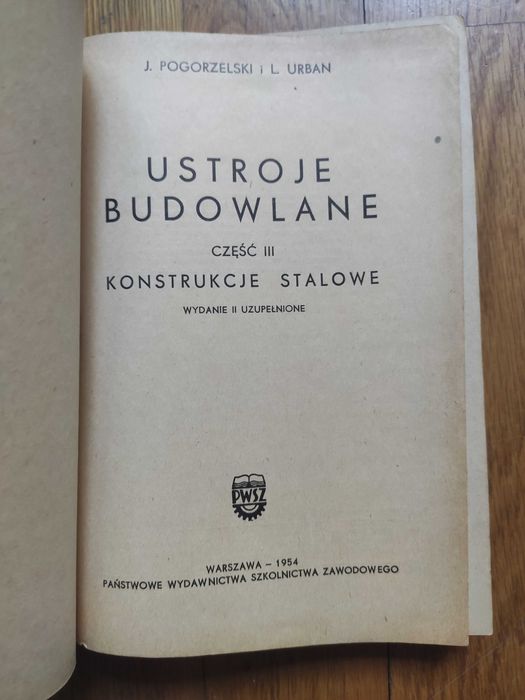 J. POGORZELSKI i L. URBAN
USTROJE
BUDOWLANE
CZĘŚĆ III
KONSTRUKCJE STALOWE
WYDANIE II UZUPEŁNIONE
PWSZ
WARSZAWA – 1954
PAŃSTWOWE WYDAWNICTWA SZKOLNICTWA ZAWODOWEGO